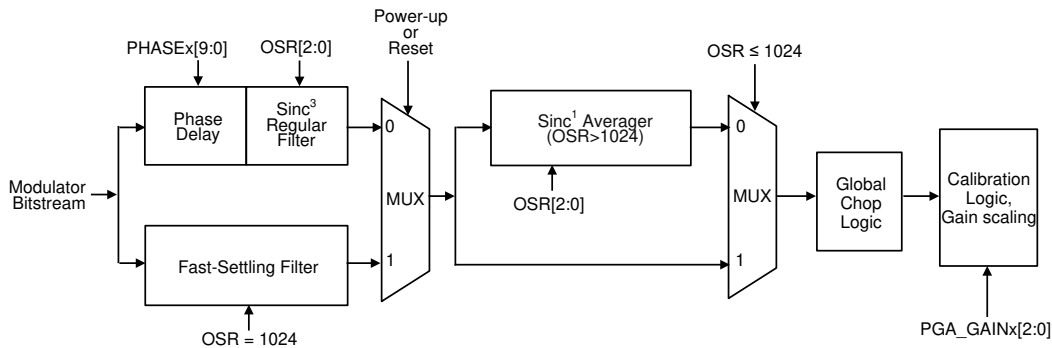 Power-up
or
Reset
PHASEx[9:0]
OSR[2:0]
OSR ≤ 1024
Phase
Delay
Sinc³
Regular
Filter
0
Sinc¹ Averager
(OSR>1024)
0
Modulator
Bitstream
MUX
OSR[2:0]
MUX
Global
Chop
Logic
Calibration
Logic,
Gain scaling
Fast-Settling Filter
1
1
OSR = 1024
PGA_GAINx[2:0]